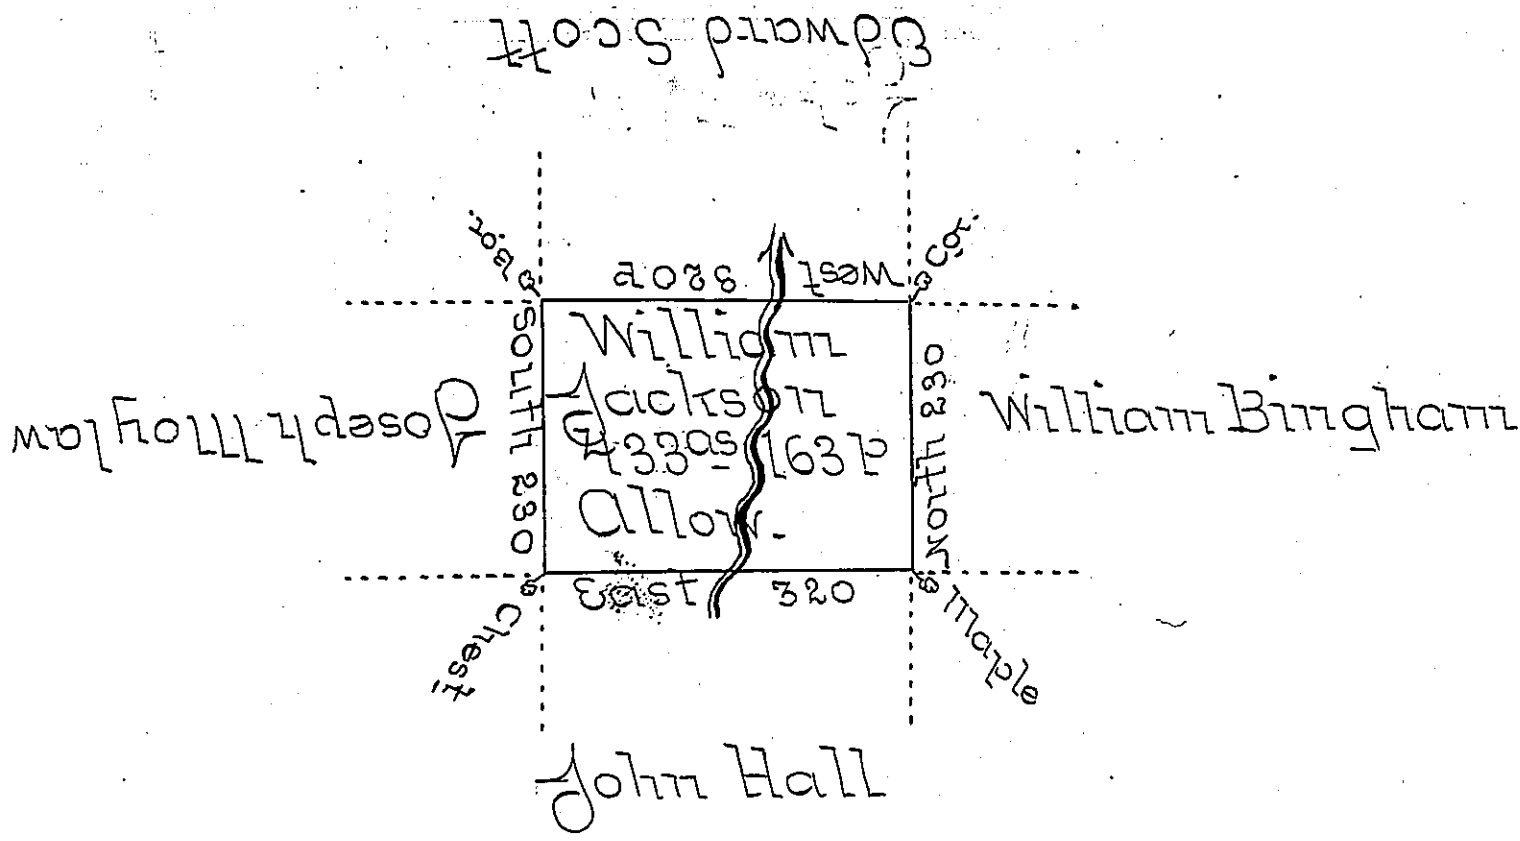 Edward Scott
Bo'r.
West 320 p
Cor.
William
Jackson
433as 163p
Allow.
South 230
North 230
Joseph Moylaw
William Bingham
East 320
Chest
Maple
John Hall